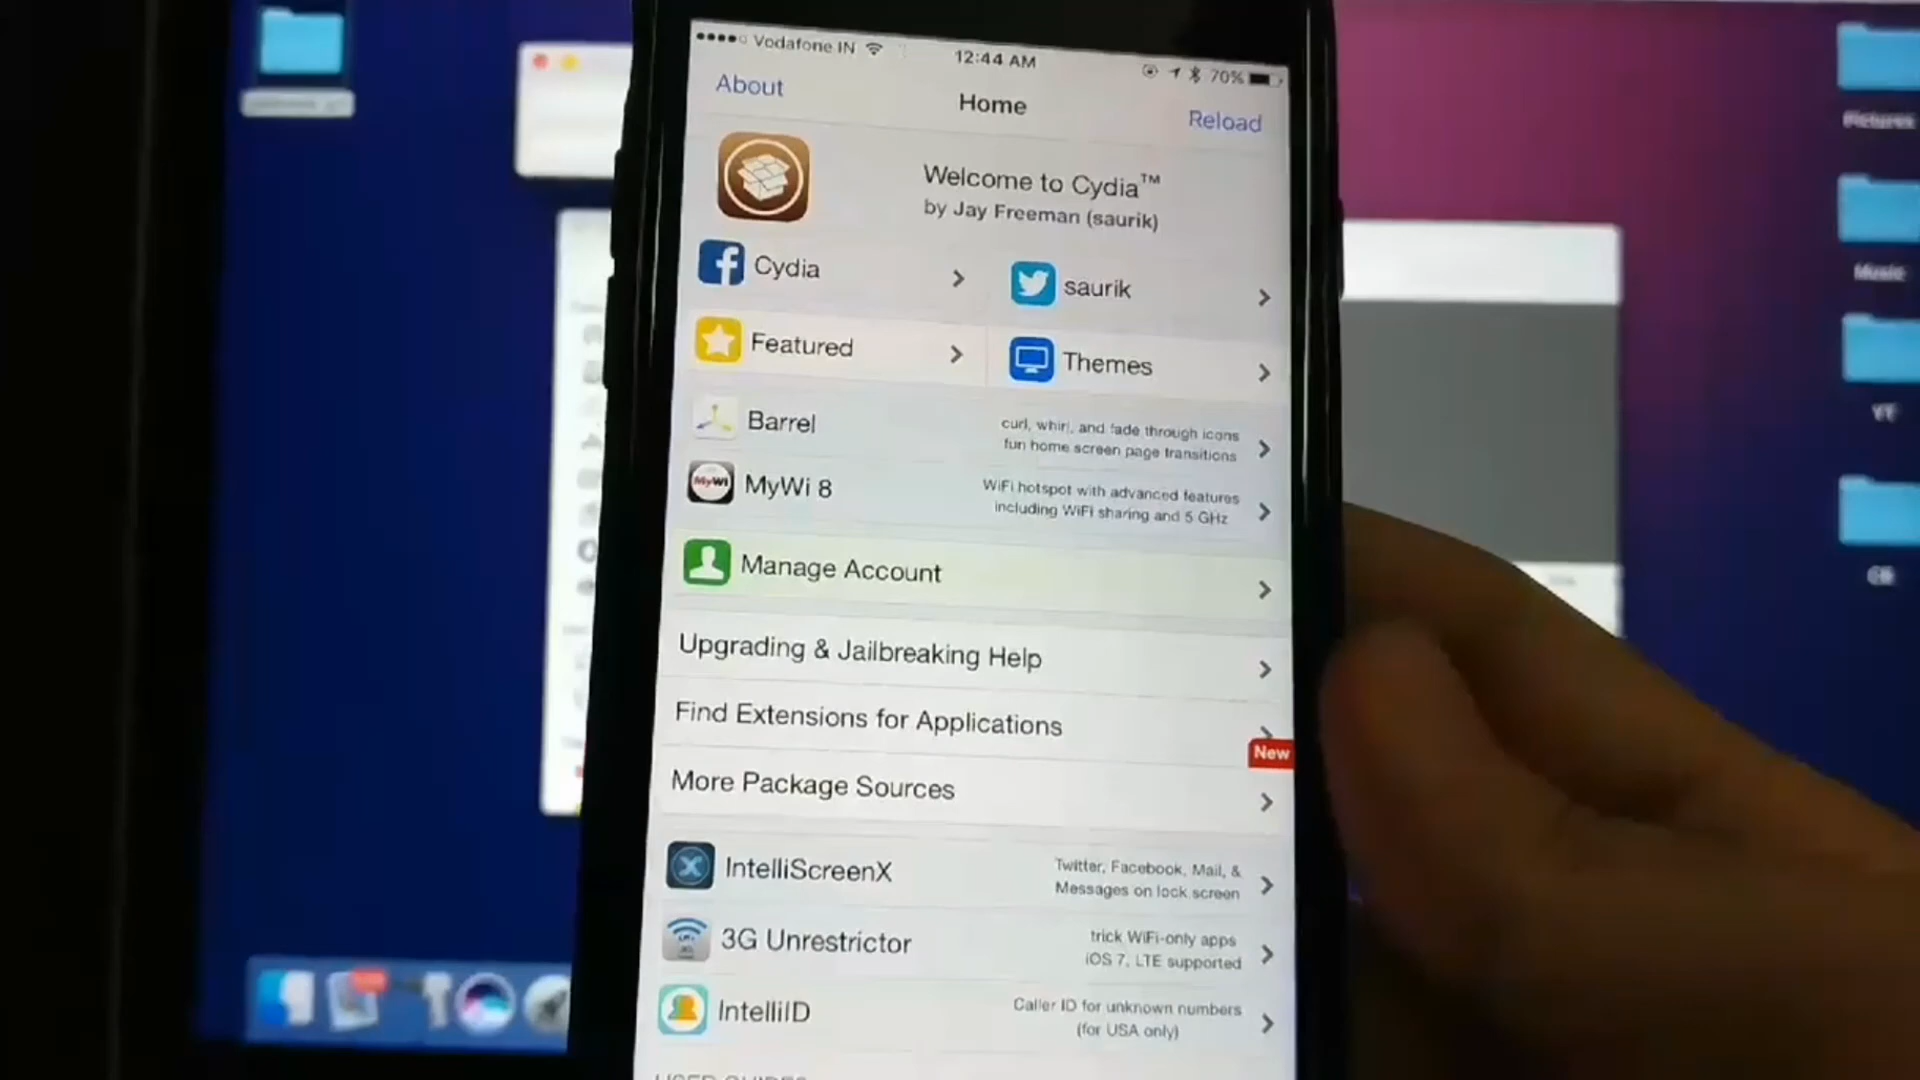 Vodafone IN
12:44 AM
70%
About
Home
Reload
Welcome to Cydia™
by Jay Freeman (saurik)
Cydia
saurik
Featured
Themes
Barrel
curl, whirl, and fade through icons
fun home screen page transitions
MyWi
MyWi 8
WiFi hotspot with advanced features
including WiFi sharing and 5 GHz
Manage Account
Upgrading & Jailbreaking Help
Find Extensions for Applications
New
More Package Sources
IntelliScreenX
Twitter, Facebook, Mail, &
Messages on lock screen
3G Unrestrictor
trick WiFi-only apps
iOS 7, LTE supported
IntelliID
Caller ID for unknown numbers
(for USA only)
USER GUIDES
Pictures
Music